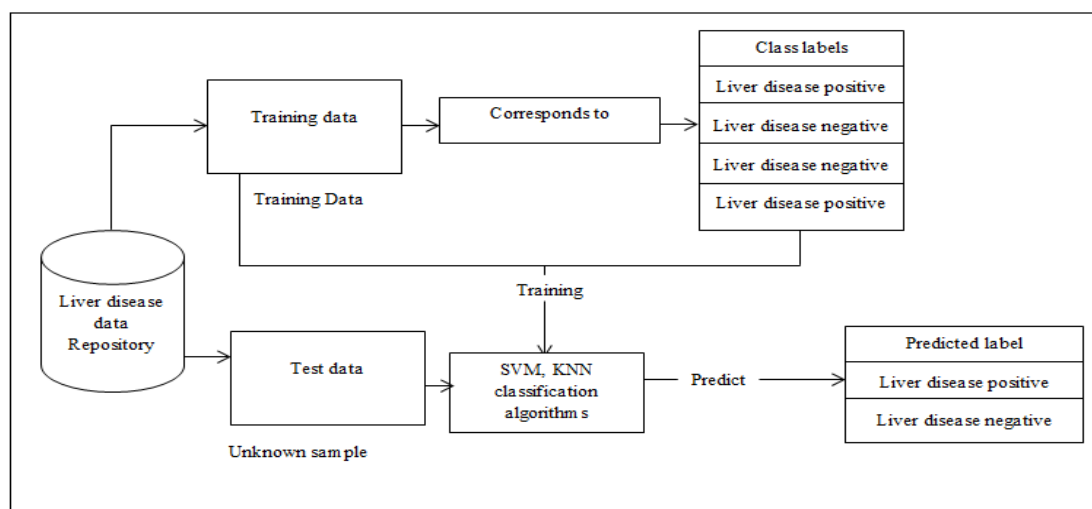 Class labels
Liver disease positive
Liver disease negative
Liver disease negative
Liver disease positive
Training data
Corresponds to
Training Data
Liver disease
data
Repository
Training
Test data
SVM, KNN
classification
algorithms
Predict
Predicted label
Liver disease positive
Liver disease negative
Unknown sample